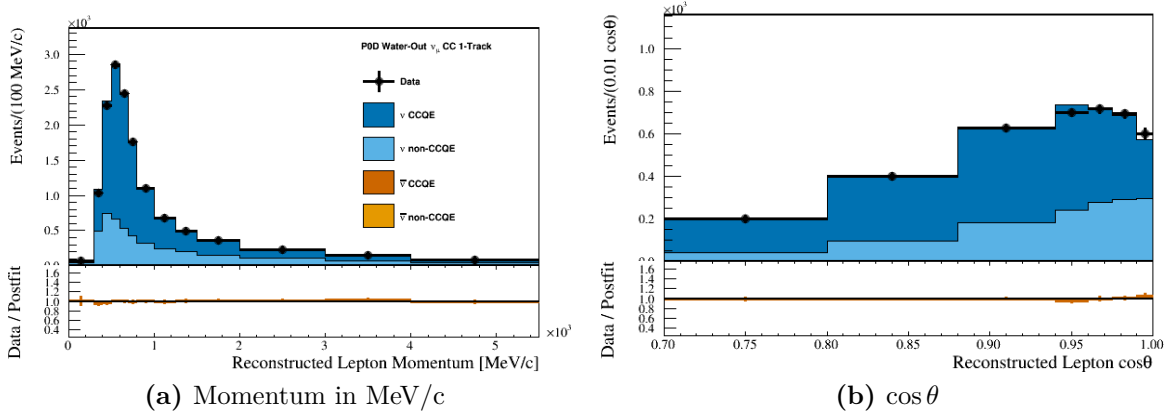 ×10³
P0D Water-Out ν_μ CC 1-Track
Data
ν CCQE
ν non-CCQE
ν̅ CCQE
ν̅ non-CCQE
Events/(100 MeV/c)
3.0
2.5
2.0
1.5
1.0
0.5
0.0
Data / Postfit
1.6
1.4
1.2
1.0
0.8
0.6
0.4
0 1 2 3 4 5
×10³
Reconstructed Lepton Momentum [MeV/c]
(a) Momentum in MeV/c
×10³
Events/(0.01 cosθ)
1.0
0.8
0.6
0.4
0.2
0.0
Data / Postfit
1.6
1.4
1.2
1.0
0.8
0.6
0.4
0.70 0.75 0.80 0.85 0.90 0.95 1.00
Reconstructed Lepton cosθ
(b) cos θ